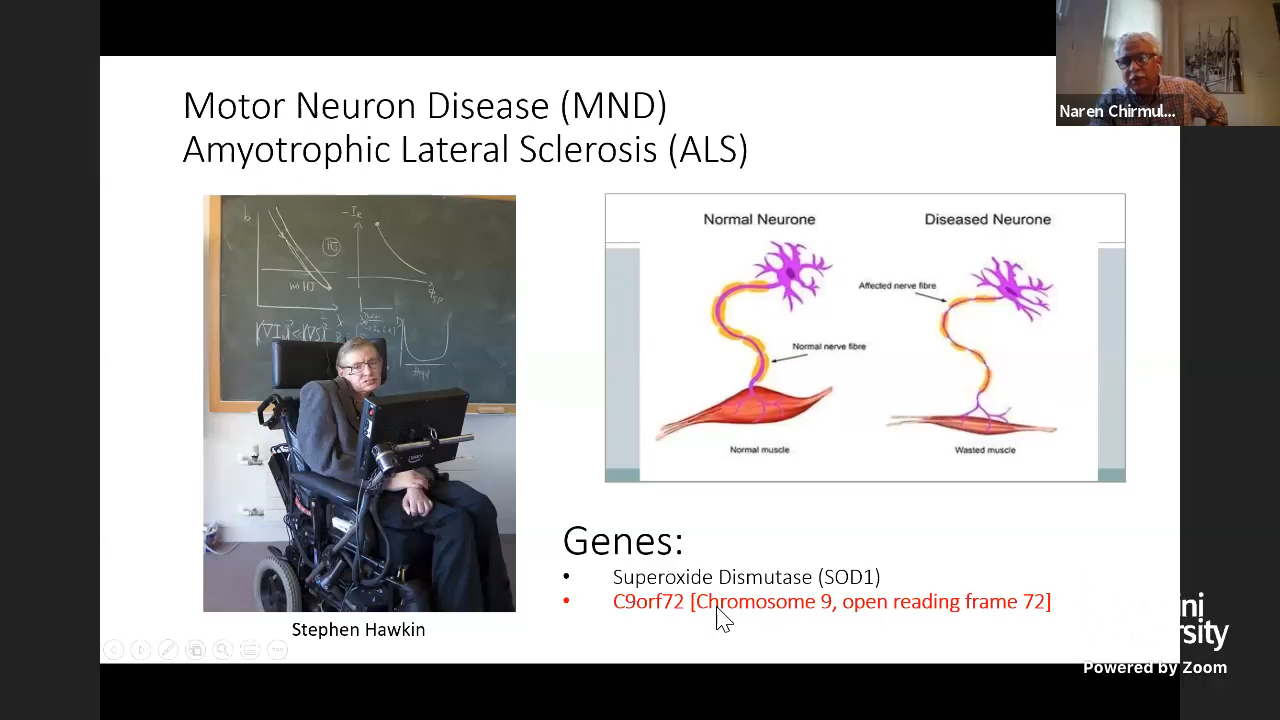 Motor Neuron Disease (MND)
Amyotrophic Lateral Sclerosis (ALS)
Naren Chirmul...
Normal Neurone
Diseased Neurone
Affected nerve fibre
Normal nerve fibre
Normal muscle
Wasted muscle
Stephen Hawkin
Genes:
• Superoxide Dismutase (SOD1)
• C9orf72 [Chromosome 9, open reading frame 72]
Powered by Zoom